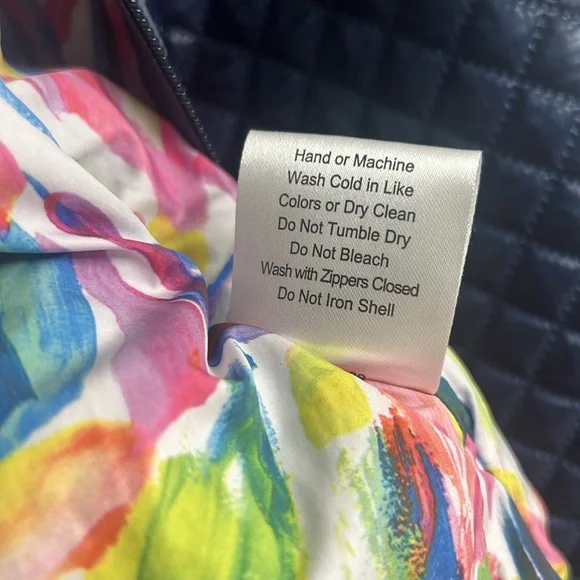 Hand or Machine
Wash Cold in Like
Colors or Dry Clean
Do Not Tumble Dry
Do Not Bleach
Wash with Zippers Closed
Do Not Iron Shell